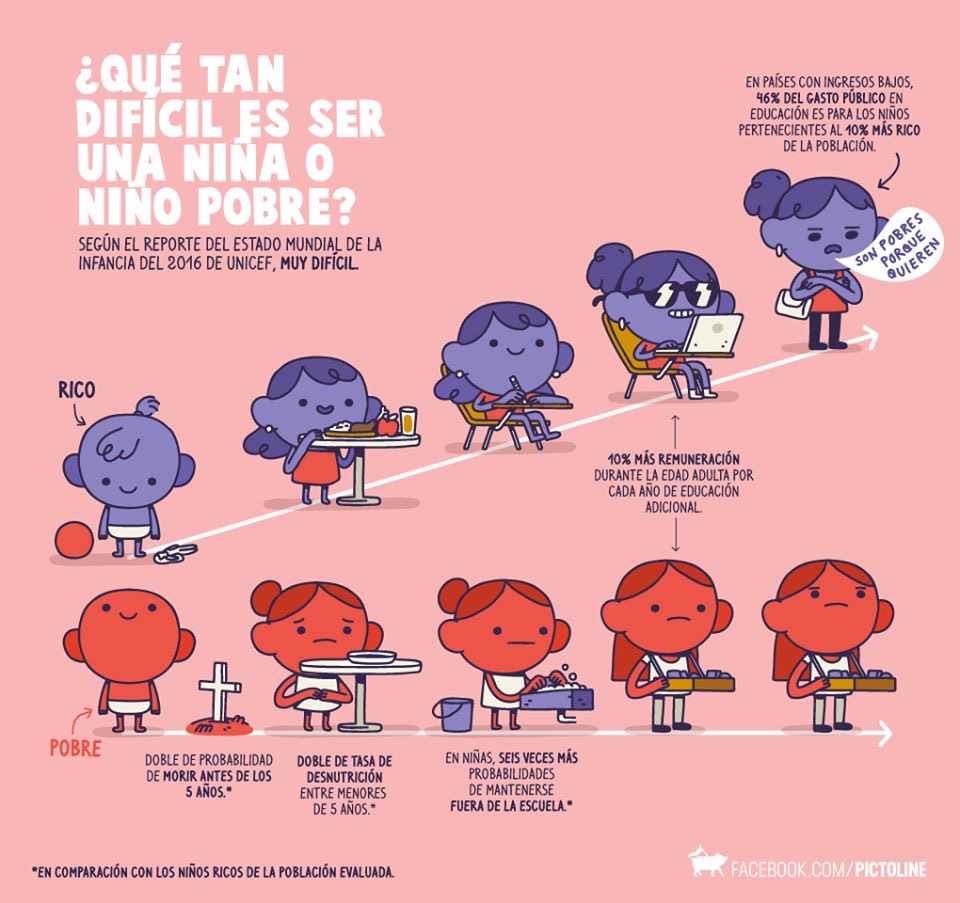 ¿QUÉ TAN
DIFÍCIL ES SER
UNA NIÑA O
NIÑO POBRE?
SEGÚN EL REPORTE DEL ESTADO MUNDIAL DE LA
INFANCIA DEL 2016 DE UNICEF, MUY DIFÍCIL.
EN PAÍSES CON INGRESOS BAJOS,
46% DEL GASTO PÚBLICO EN
EDUCACIÓN ES PARA LOS NIÑOS
PERTENECIENTES AL 10% MÁS RICO
DE LA POBLACIÓN.
SON POBRES
PORQUE
QUIEREN
RICO
10% MÁS REMUNERACIÓN
DURANTE LA EDAD ADULTA POR
CADA AÑO DE EDUCACIÓN
ADICIONAL.
POBRE
DOBLE DE PROBABILIDAD
DE MORIR ANTES DE LOS
5 AÑOS.*
DOBLE DE TASA DE
DESNUTRICIÓN
ENTRE MENORES
DE 5 AÑOS.*
EN NIÑAS, SEIS VECES MÁS
PROBABILIDADES
DE MANTENERSE
FUERA DE LA ESCUELA.*
*EN COMPARACIÓN CON LOS NIÑOS RICOS DE LA POBLACIÓN EVALUADA.
FACEBOOK.COM/PICTOLINE